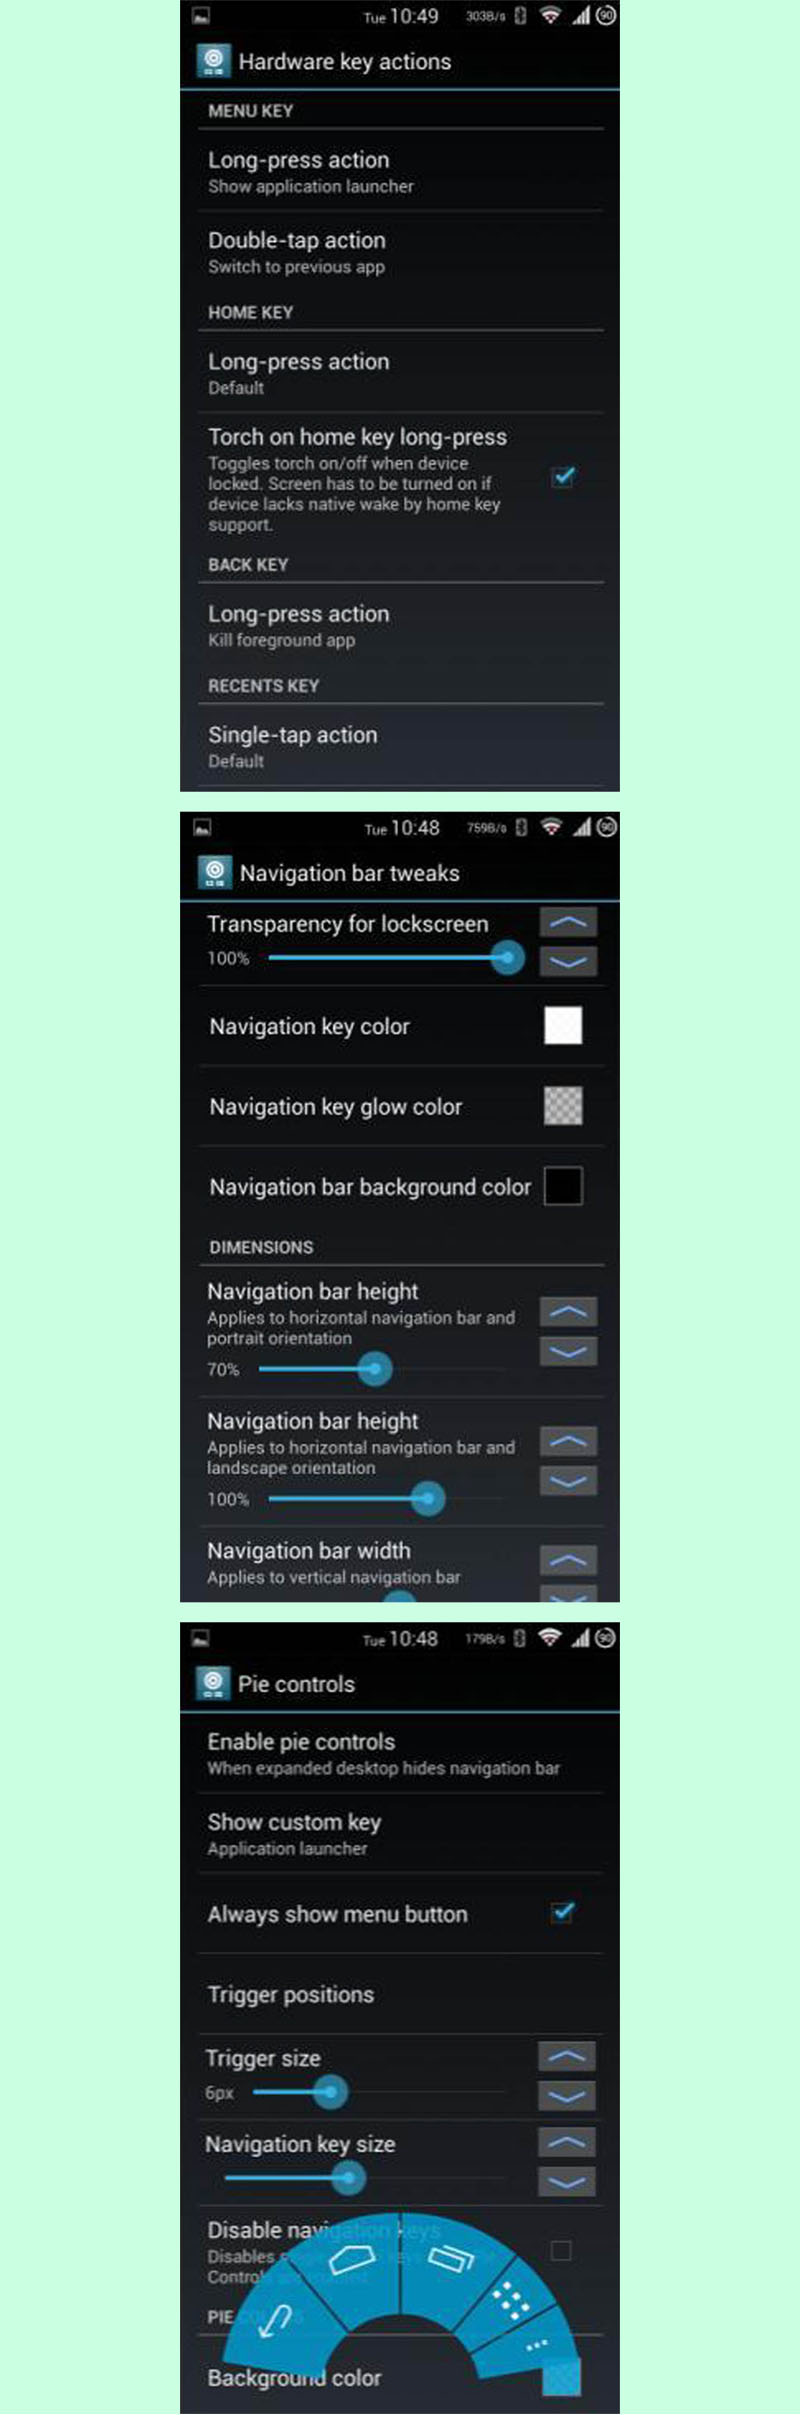 Tue 10:49 303B/s 90
Hardware key actions
MENU KEY
Long-press action
Show application launcher
Double-tap action
Switch to previous app
HOME KEY
Long-press action
Default
Torch on home key long-press
Toggles torch on/off when device
locked. Screen has to be turned on if
device lacks native wake by home key
support.
BACK KEY
Long-press action
Kill foreground app
RECENTS KEY
Single-tap action
Default
Tue 10:48 759B/s 90
Navigation bar tweaks
Transparency for lockscreen
100%
Navigation key color
Navigation key glow color
Navigation bar background color
DIMENSIONS
Navigation bar height
Applies to horizontal navigation bar and
portrait orientation
70%
Navigation bar height
Applies to horizontal navigation bar and
landscape orientation
100%
Navigation bar width
Applies to vertical navigation bar
Tue 10:48 179B/s 90
Pie controls
Enable pie controls
When expanded desktop hides navigation bar
Show custom key
Application launcher
Always show menu button
Trigger positions
Trigger size
6px
Navigation key size
Disable navigation keys
Disables
Controls
PIE
Background color